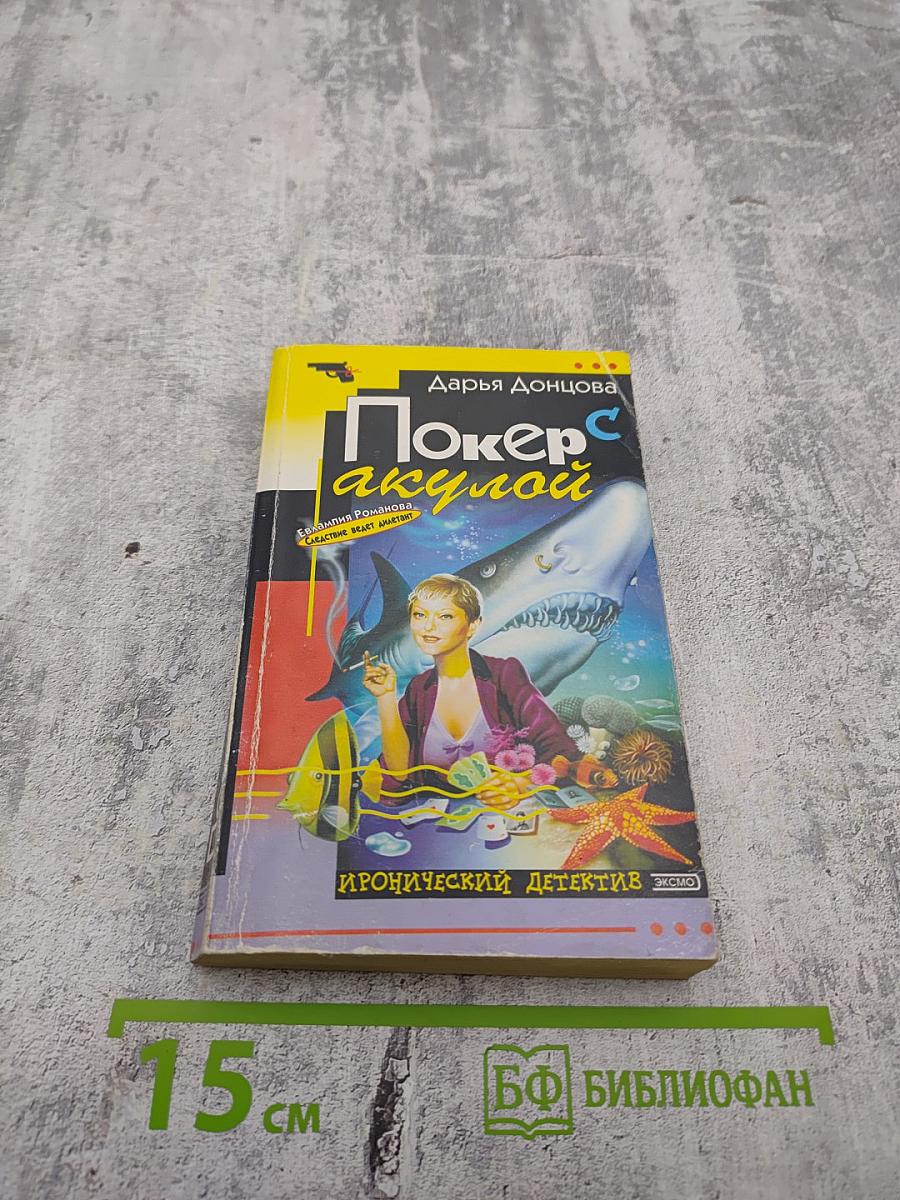 Дарья Донцова
Покер с
акулой
Евлампия Романова
Следствие ведет дилетант
ИРОНИЧЕСКИЙ ДЕТЕКТИВ
ЭКСМО
15 см
БФ БИБЛИОФАН